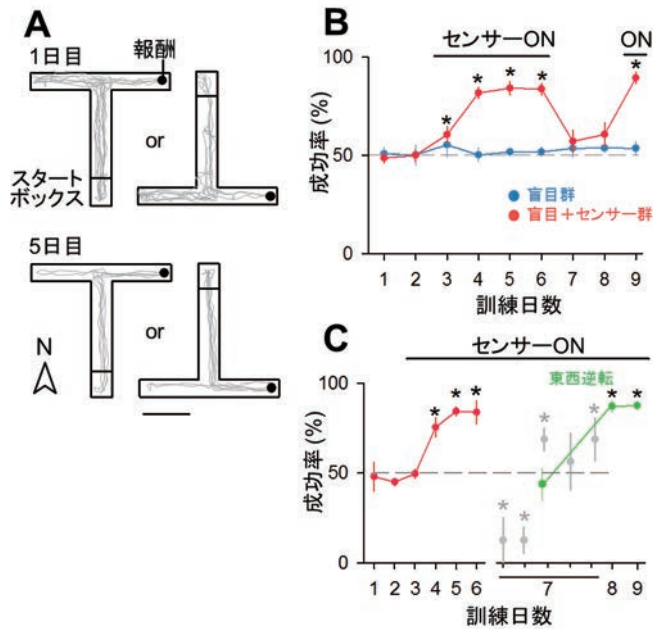 A
1日目
報酬
or
スタート
ボックス
5日目
or
N
B
センサーON
ON
成功率 (%)
100
50
0
* * * * *
盲目群
盲目+センサー群
1 2 3 4 5 6 7 8 9
訓練日数
C
センサーON
東西逆転
成功率 (%)
100
50
0
* * * * * * * * *
1 2 3 4 5 6 7 8 9
訓練日数